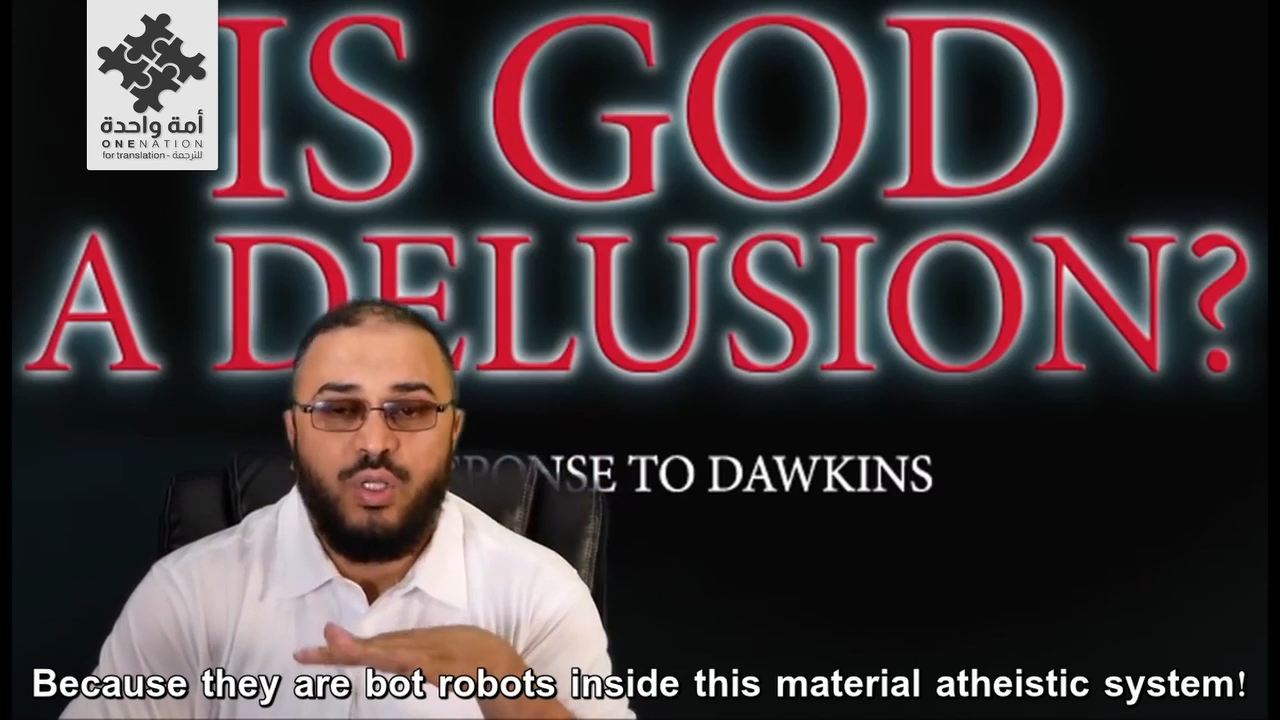 أمة واحدة
ONENATION
for translation - للترجمة
IS GOD
A DELUSION?
SPONSE TO DAWKINS
Because they are bot robots inside this material atheistic system!